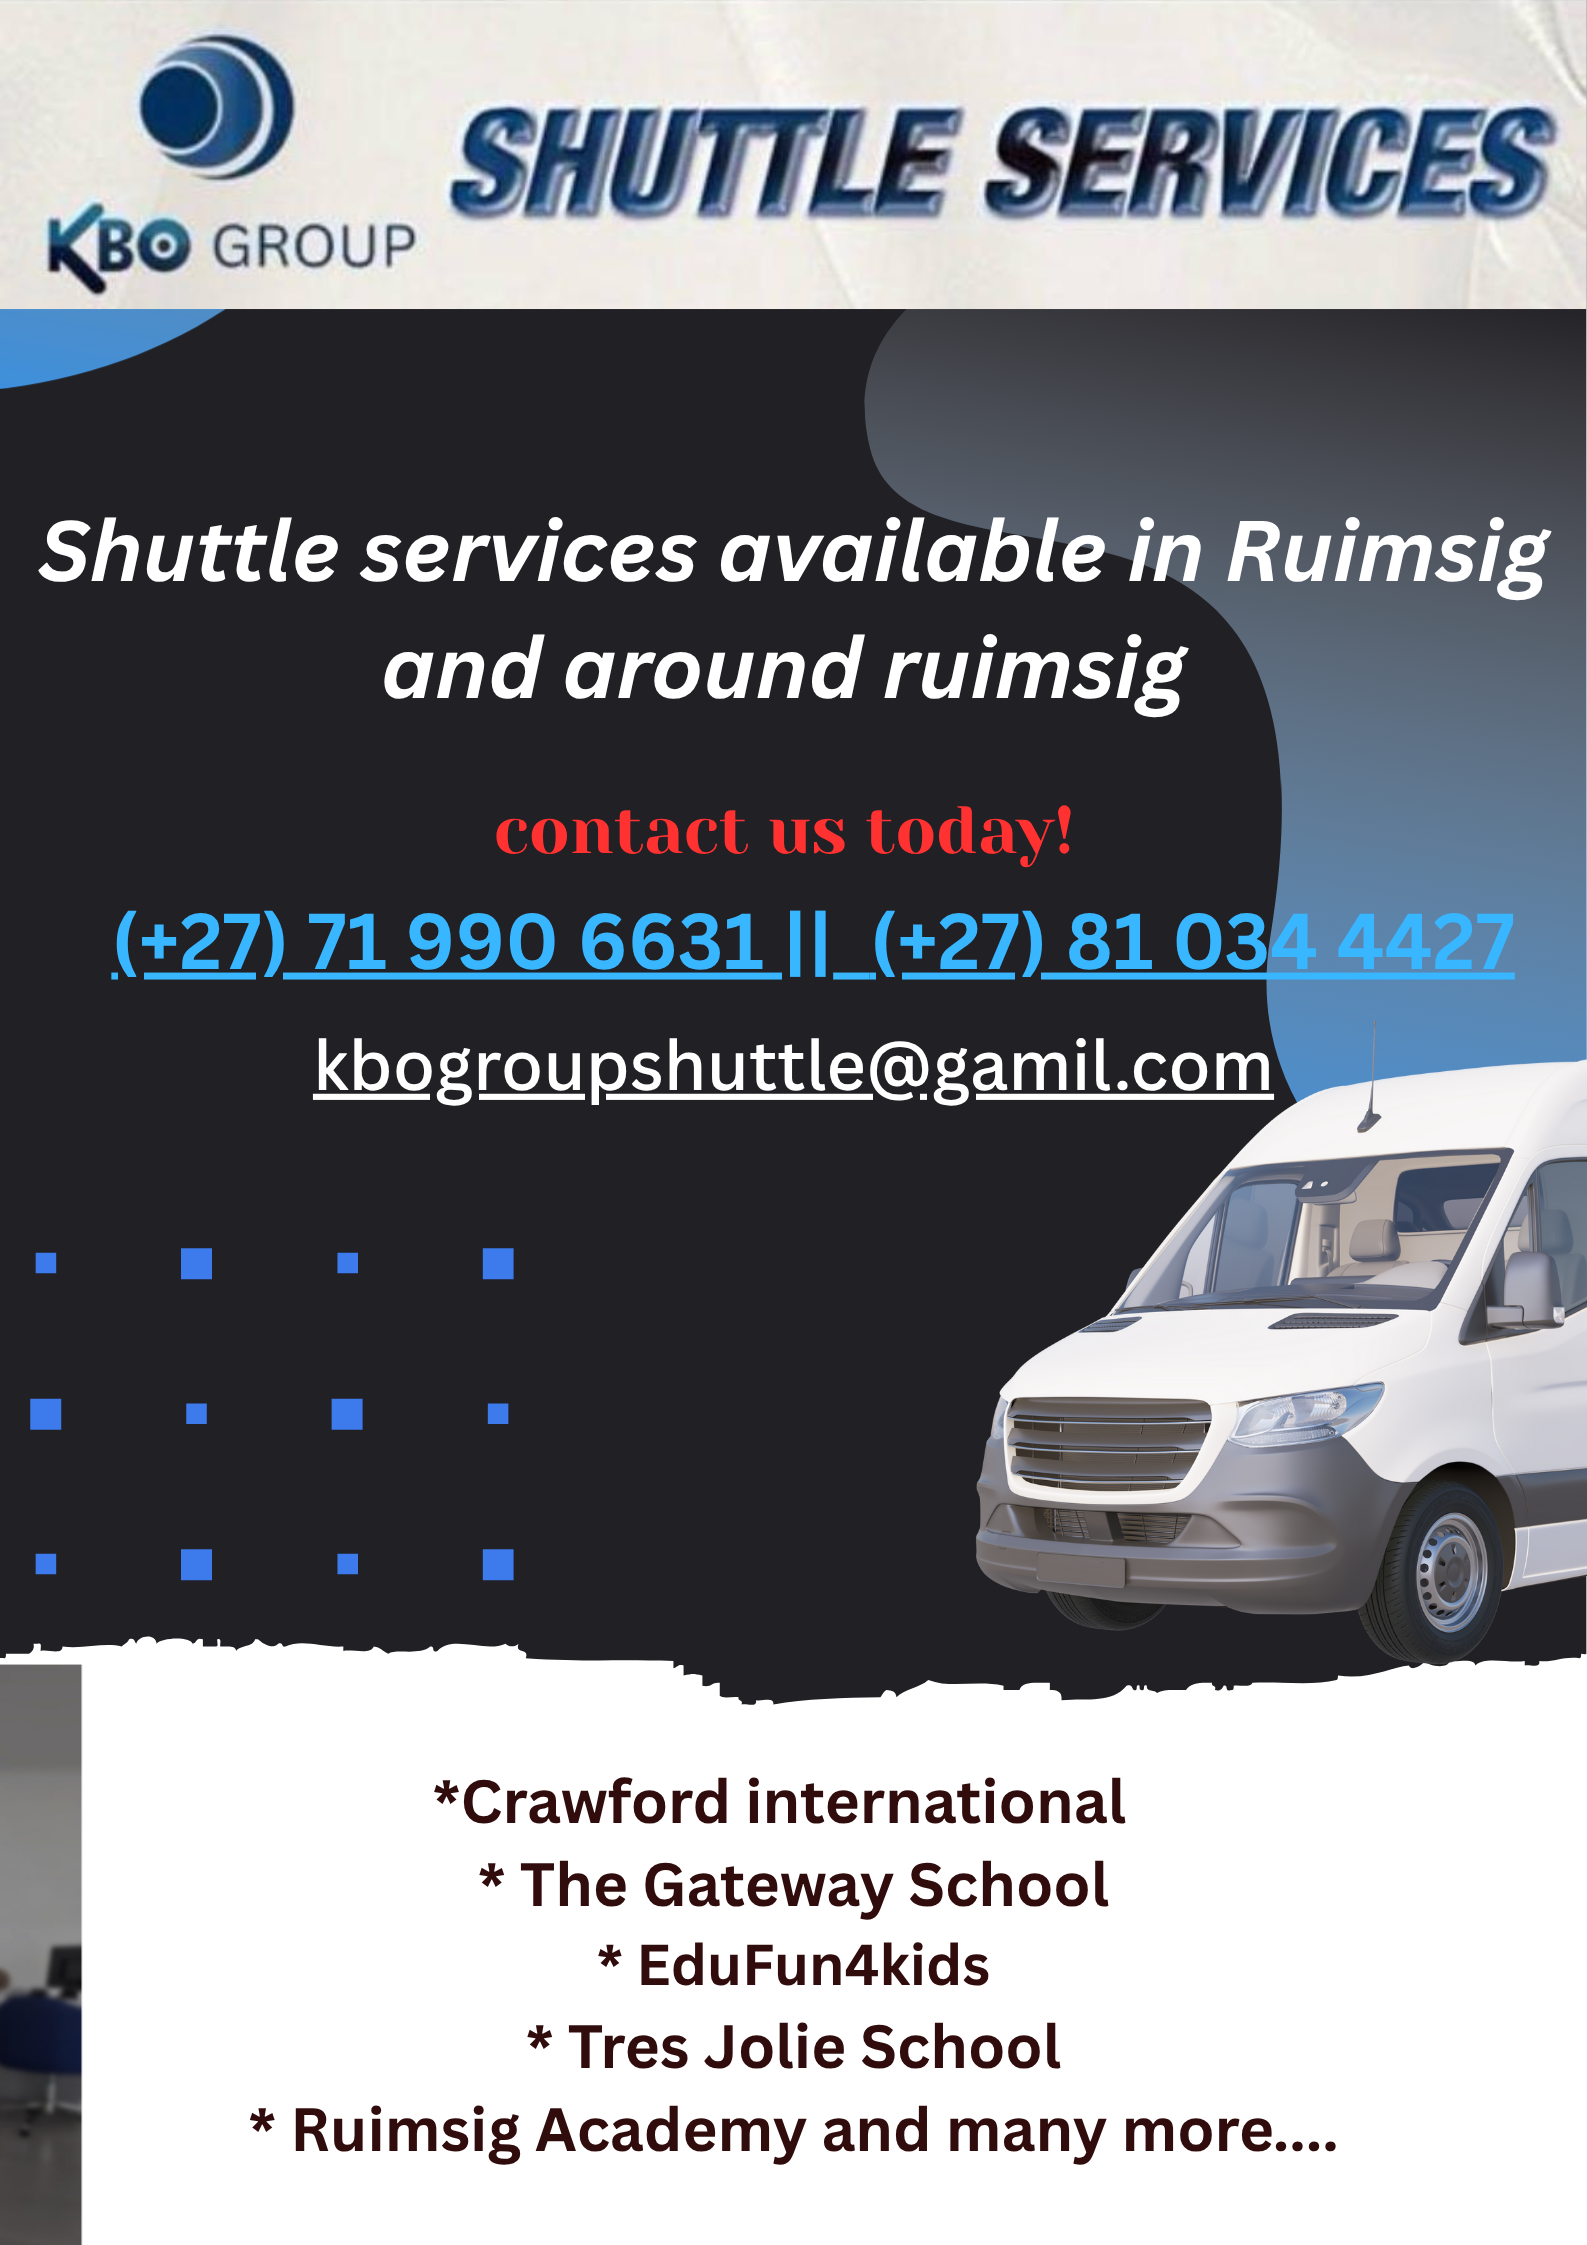 KBO GROUP
SHUTTLE SERVICES
Shuttle services available in Ruimsig
and around ruimsig
contact us today!
(+27) 71 990 6631 || (+27) 81 034 4427
kbogroupshuttle@gamil.com
*Crawford international
* The Gateway School
* EduFun4kids
* Tres Jolie School
* Ruimsig Academy and many more....